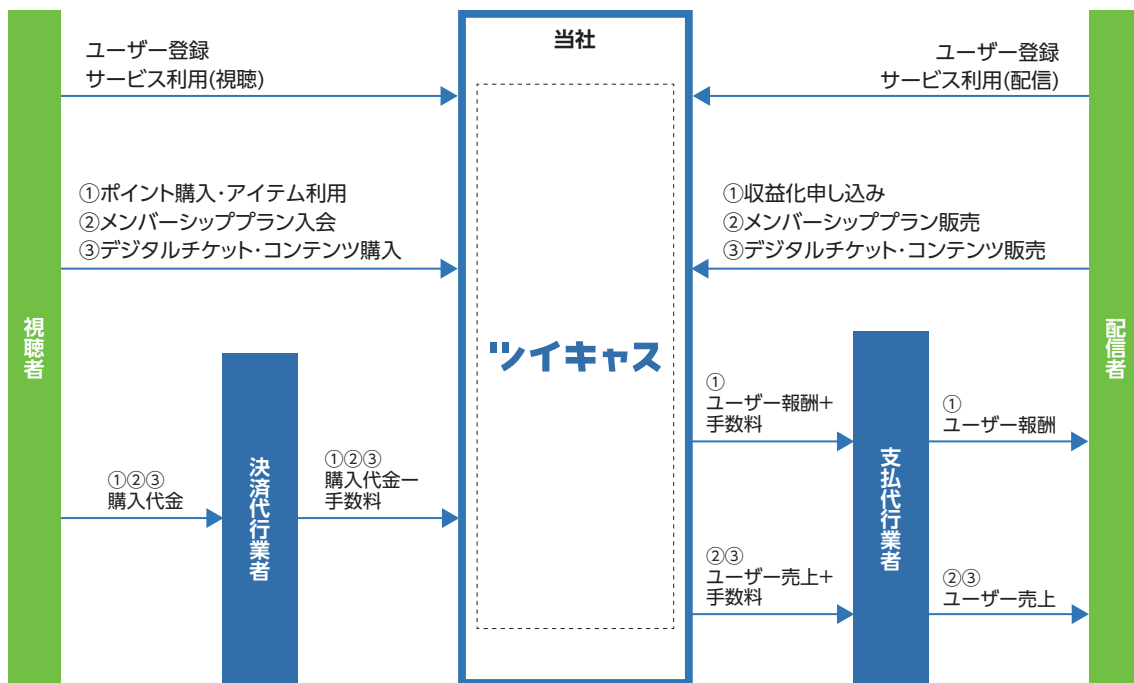 当社
ユーザー登録
サービス利用(視聴)
ユーザー登録
サービス利用(配信)
①ポイント購入・アイテム利用
②メンバーシッププラン入会
③デジタルチケット・コンテンツ購入
①収益化申し込み
②メンバーシッププラン販売
③デジタルチケット・コンテンツ販売
視聴者
ツイキャス
配信者
決済代行業者
支払代行業者
①②③
購入代金
①②③
購入代金ー
手数料
①
ユーザー報酬+
手数料
①
ユーザー報酬
②③
ユーザー売上+
手数料
②③
ユーザー売上